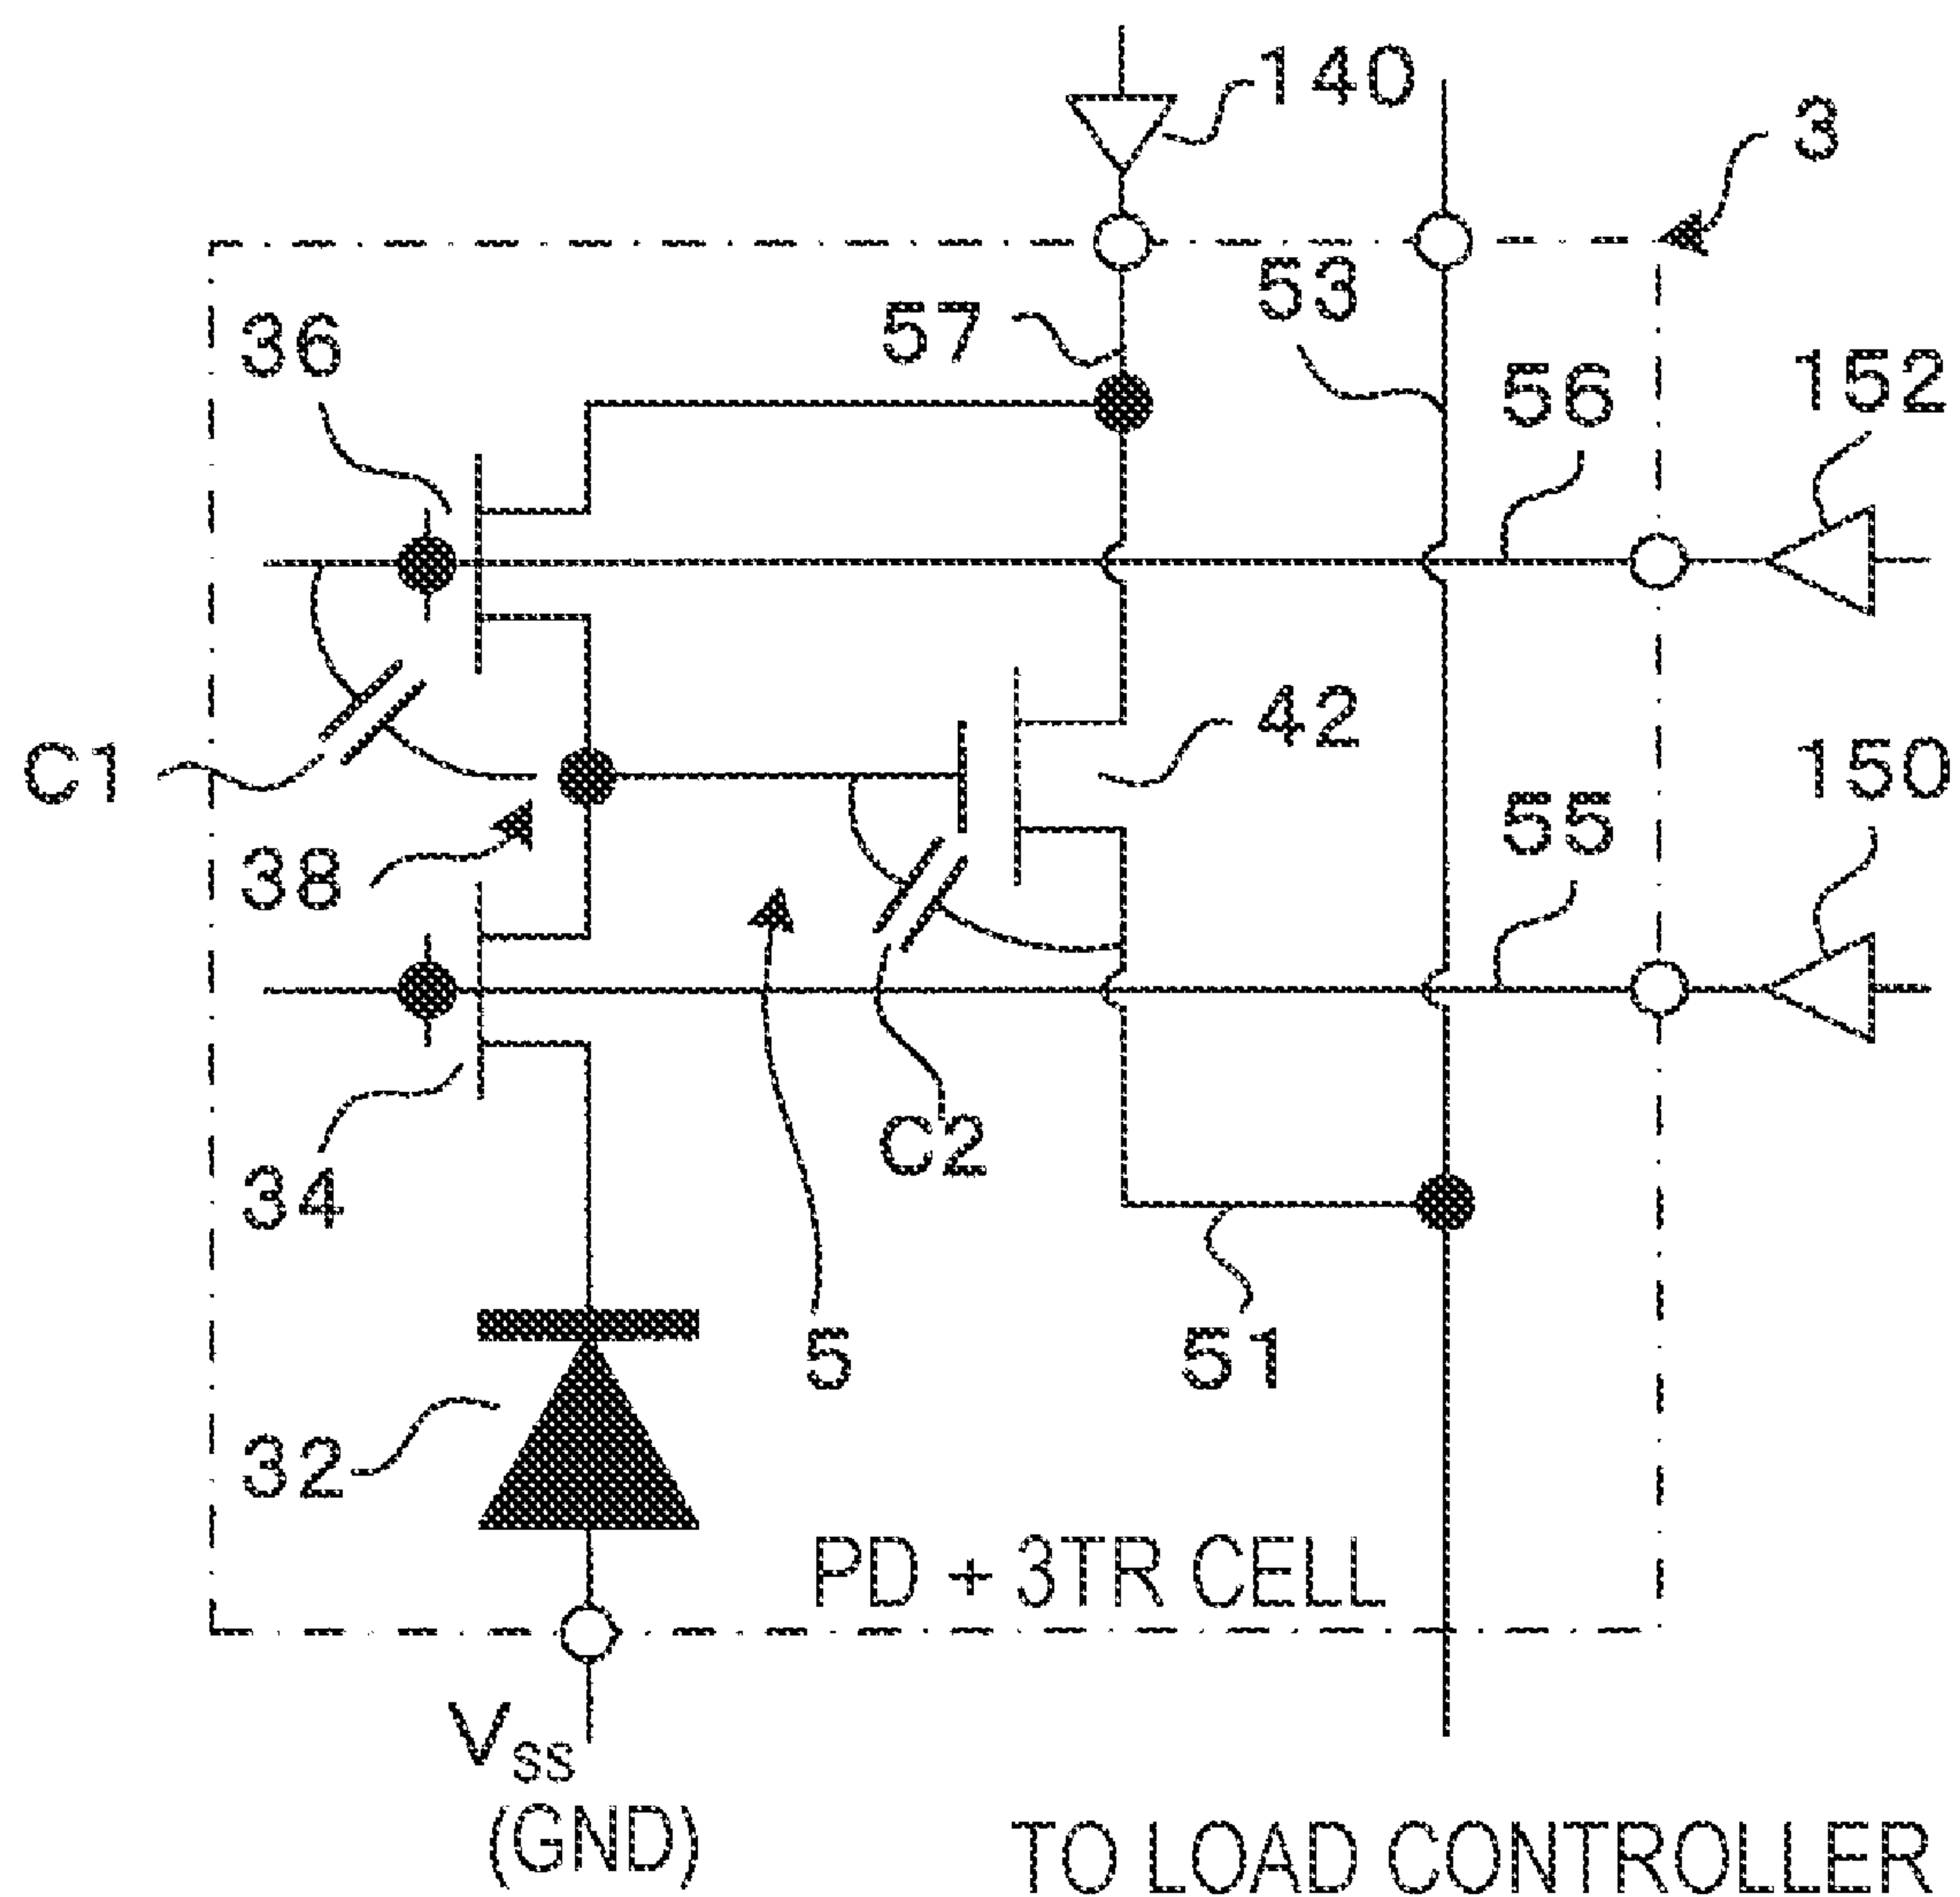 140
3
53
57
36
152
56
42
C1
150
55
38
C2
34
5
51
32
PD + 3TR CELL
VSS
(GND)
TO LOAD CONTROLLER